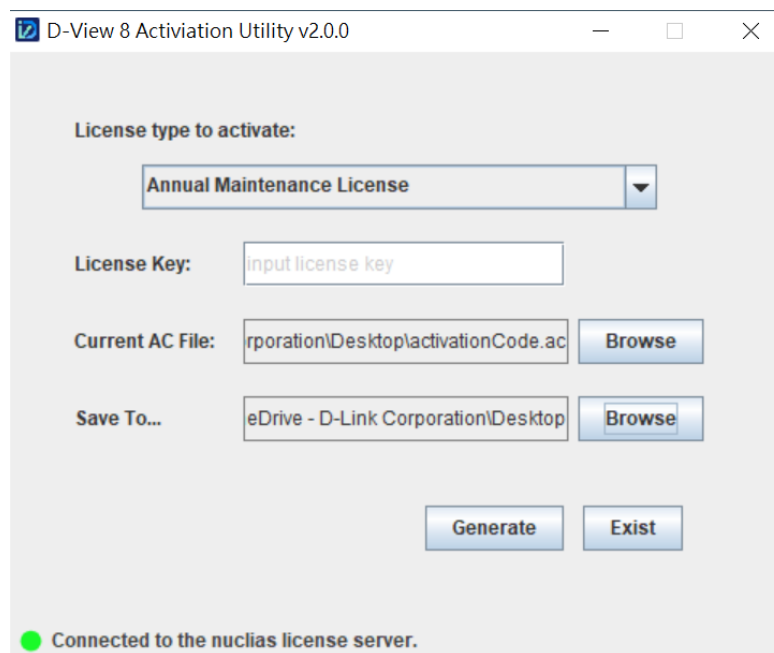 D-View 8 Activiation Utility v2.0.0
License type to activate:
Annual Maintenance License
License Key: input license key
Current AC File: rporation\Desktop\activationCode.ac Browse
Save To... eDrive - D-Link Corporation\Desktop Browse
Generate Exist
Connected to the nuclias license server.